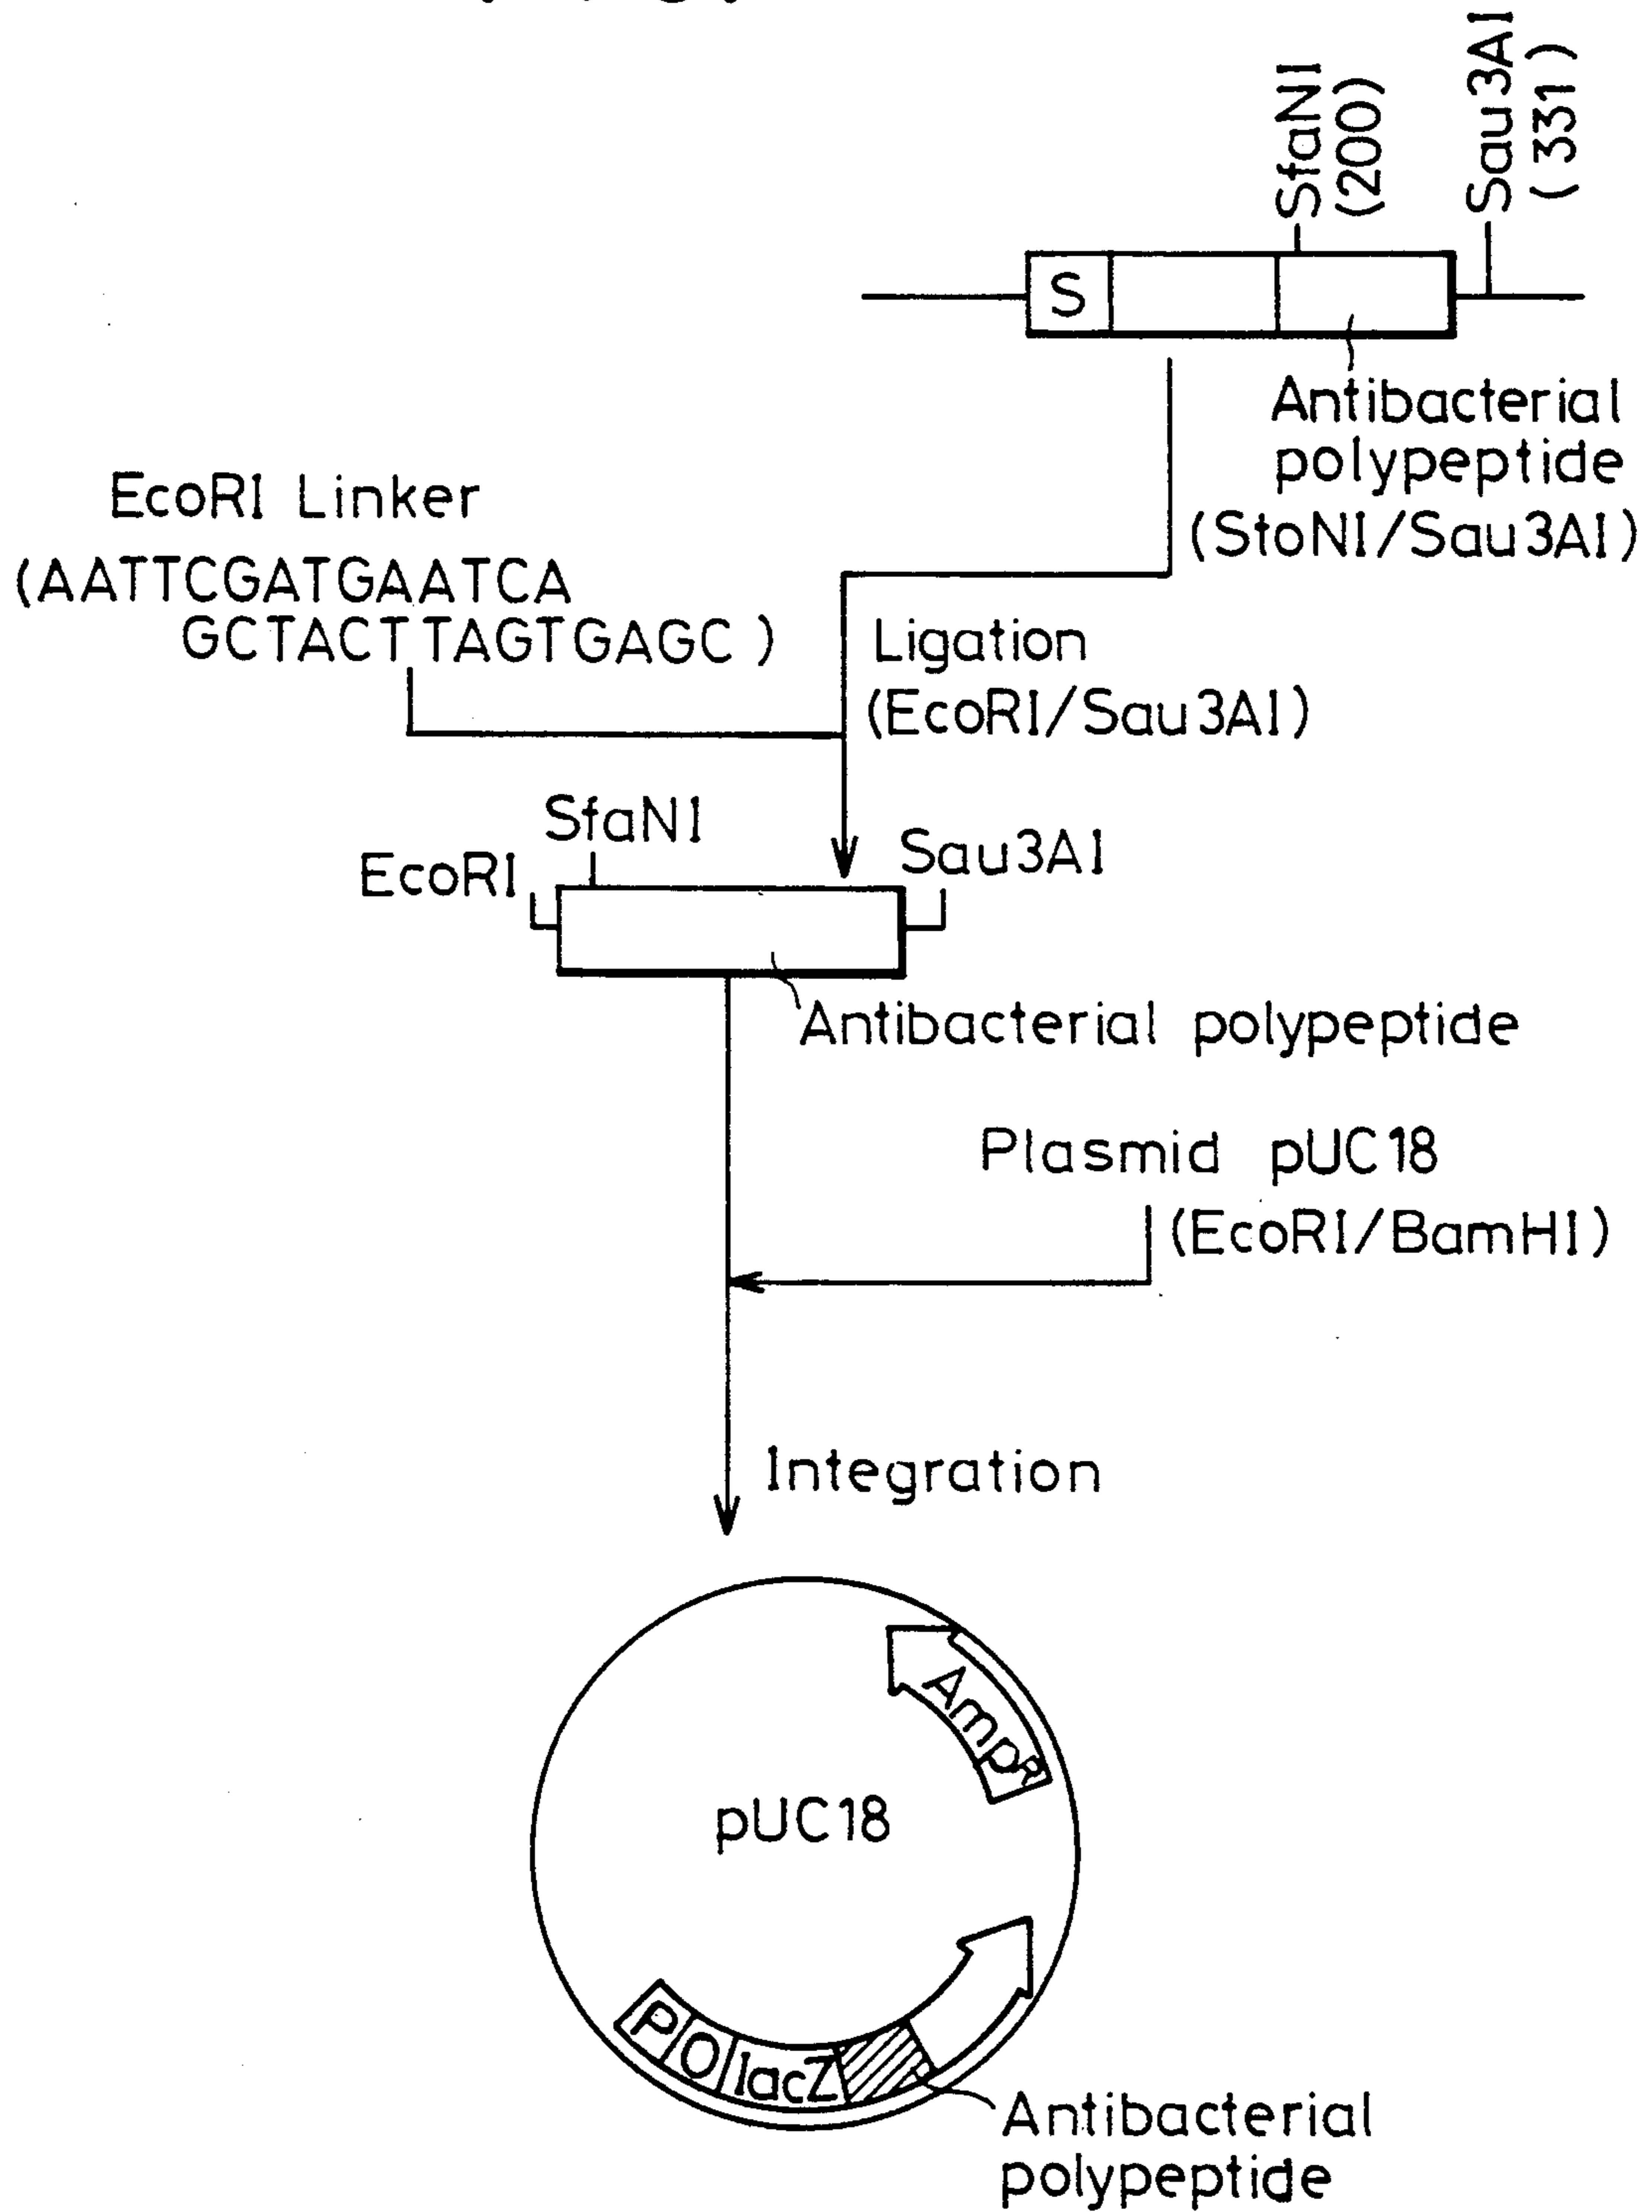 SfaNI
(200)
Sau3AI
(331)
S
Antibacterial
polypeptide
(StoNI/Sau3AI)
EcoRI Linker
(AATTCGATGAATCA
GCTACTTAGTGAGC)
Ligation
(EcoRI/Sau3AI)
SfaNI
EcoRI
Sau3AI
Antibacterial polypeptide
Plasmid pUC18
(EcoRI/BamHI)
Integration
AmpR
pUC18
P
O
lacZ
Antibacterial
polypeptide